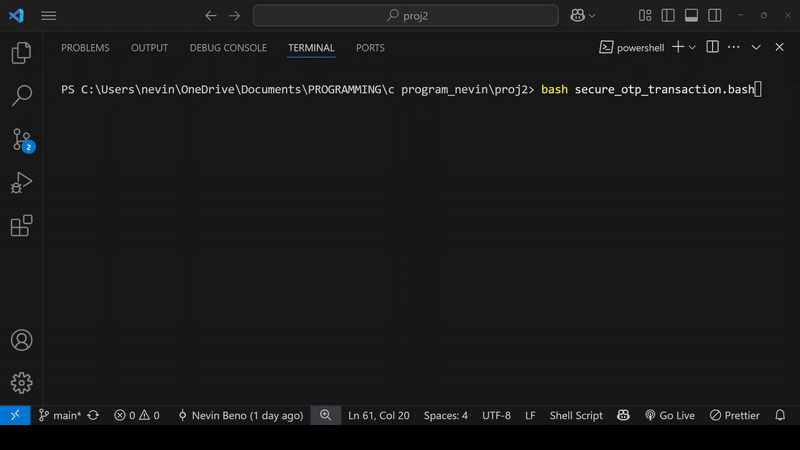 proj2
PROBLEMS OUTPUT DEBUG CONSOLE TERMINAL PORTS powershell
PS C:\Users\nevin\OneDrive\Documents\PROGRAMMING\c program_nevin\proj2> bash secure_otp_transaction.bash
2
main* 0 0 Nevin Beno (1 day ago) Ln 61, Col 20 Spaces: 4 UTF-8 LF Shell Script Go Live Prettier